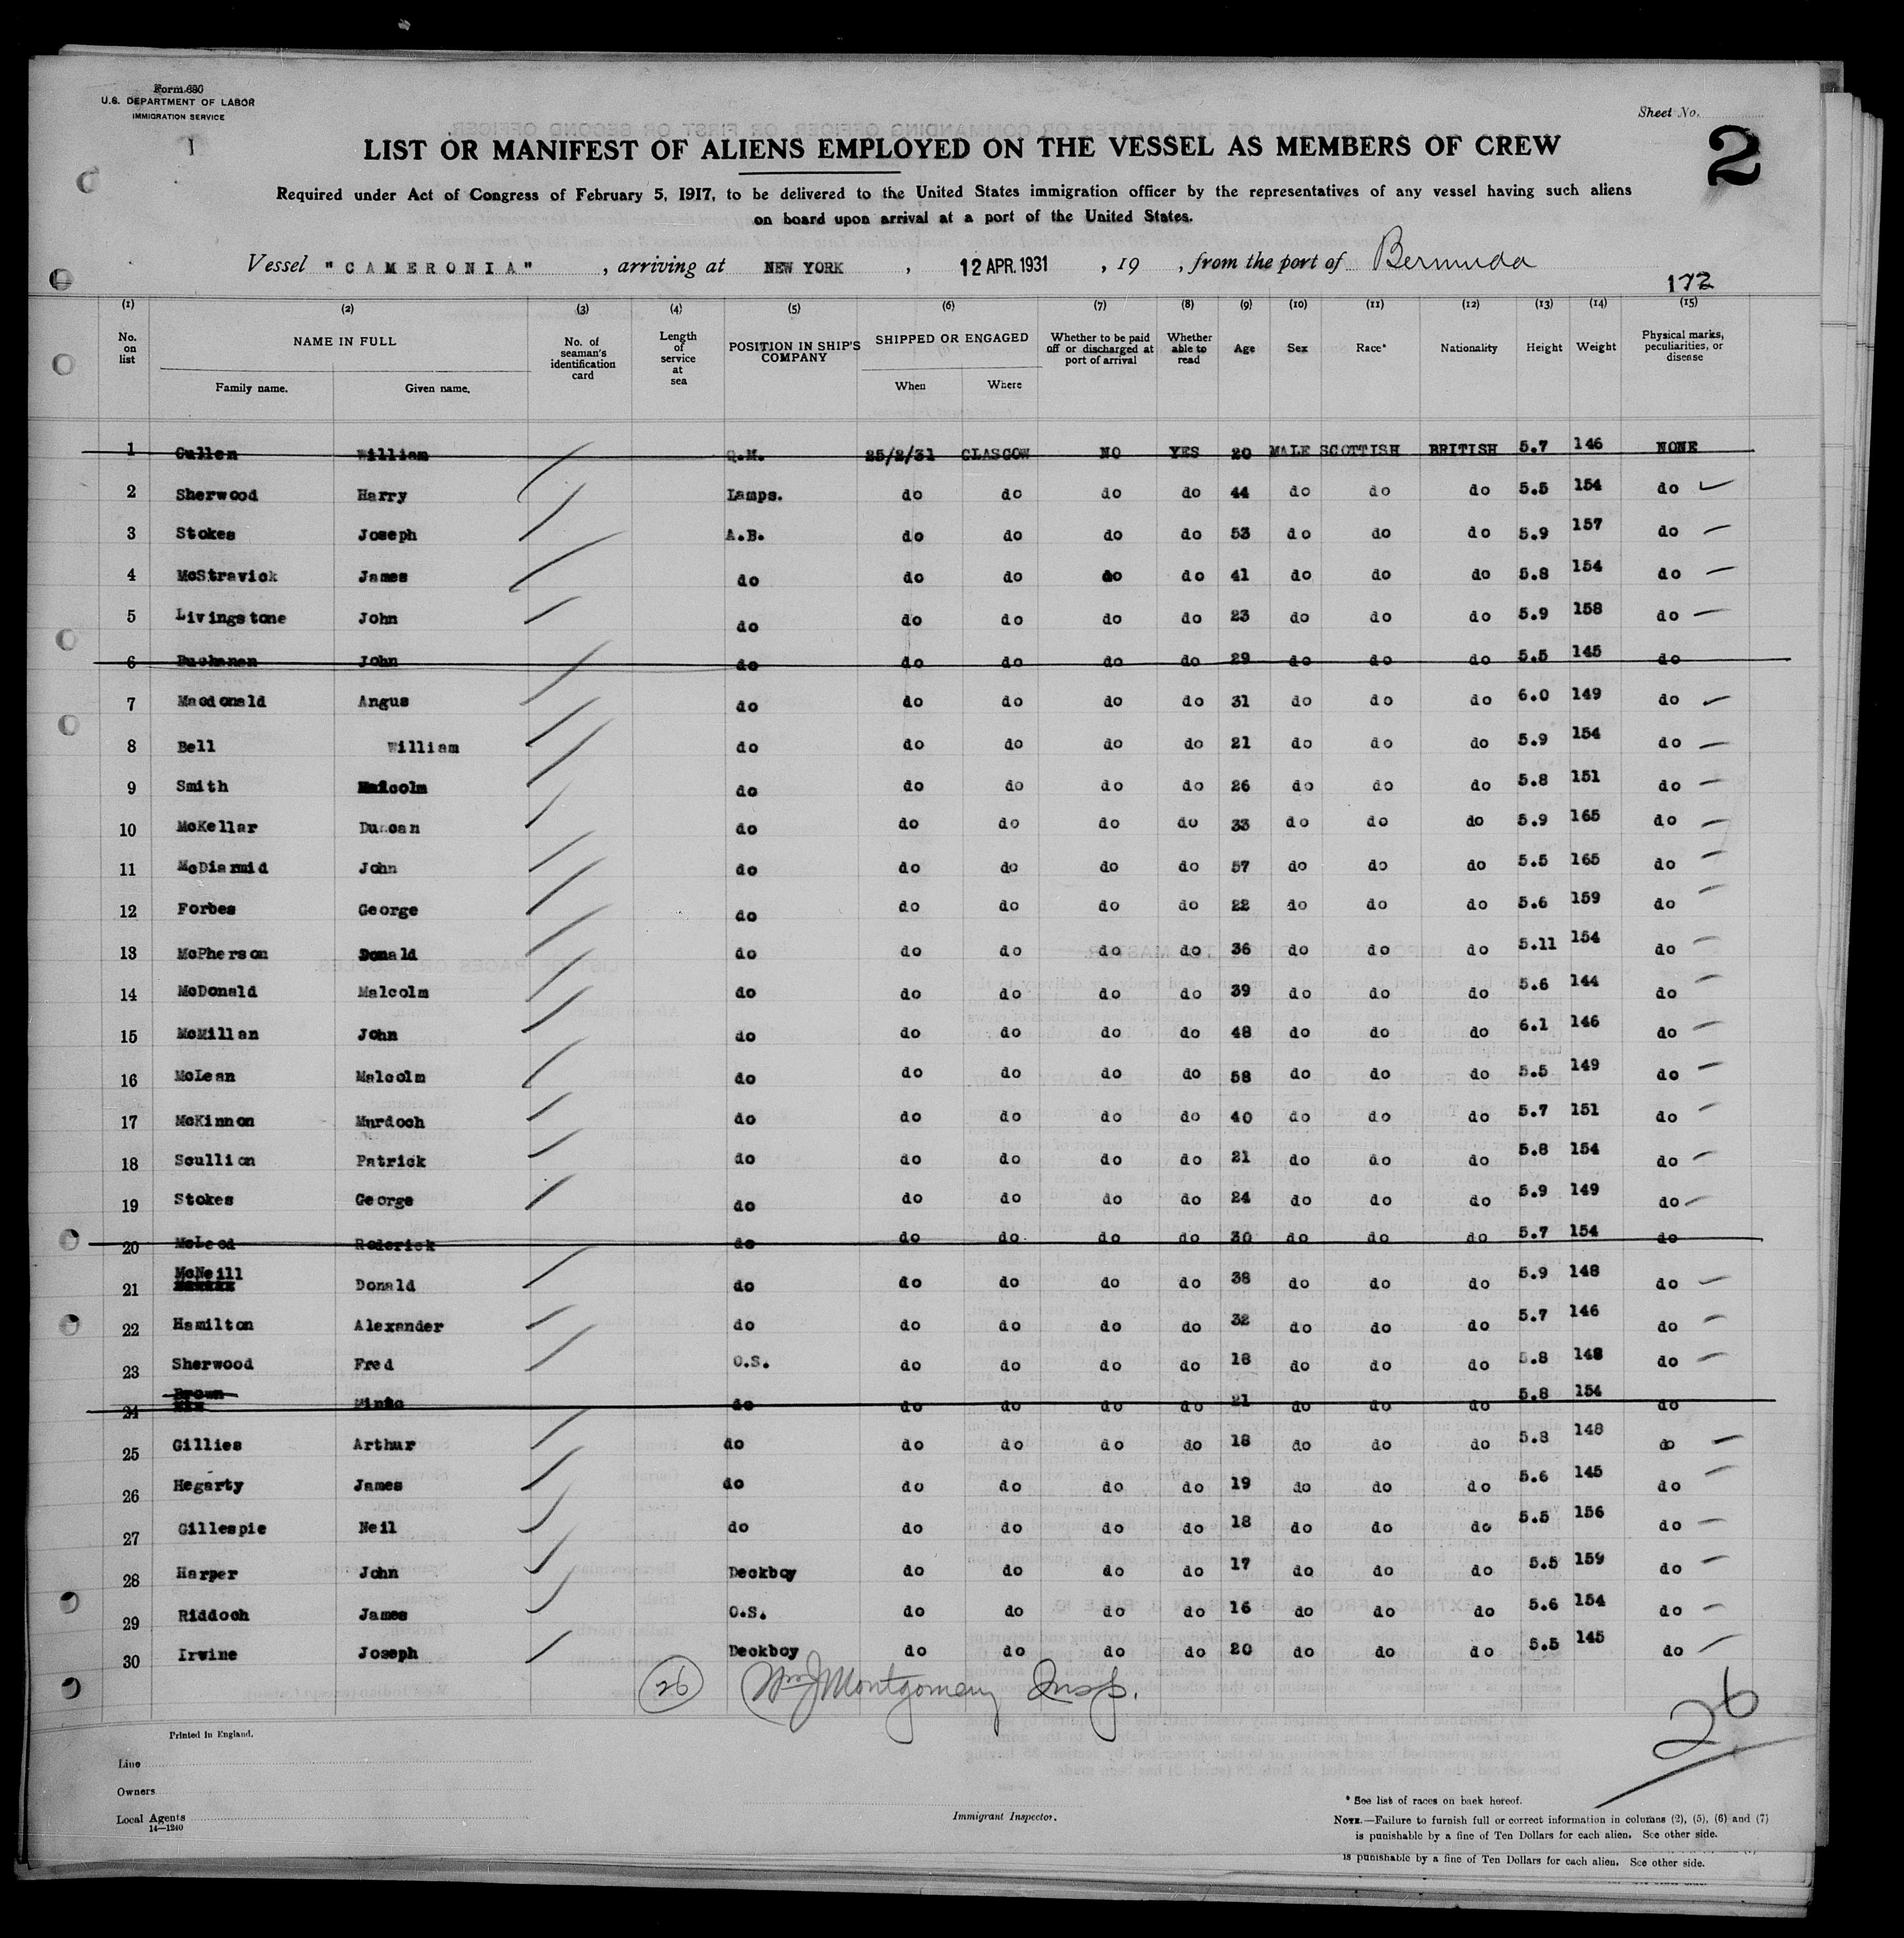 Form 680
U.S. DEPARTMENT OF LABOR
IMMIGRATION SERVICE
Sheet No.
2
LIST OR MANIFEST OF ALIENS EMPLOYED ON THE VESSEL AS MEMBERS OF CREW
Required under Act of Congress of February 5, 1917, to be delivered to the United States immigration officer by the representatives of any vessel having such aliens
on board upon arrival at a port of the United States.
Vessel "CAMERONIA", arriving at NEW YORK, 12 APR. 1931, 19 , from the port of Bermuda
172
(1) (2) (3) (4) (5) (6) (7) (8) (9) (10) (11) (12) (13) (14) (15)
No. on list NAME IN FULL Family name. Given name. No. of seaman's identification card Length of service at sea POSITION IN SHIP'S COMPANY SHIPPED OR ENGAGED When Where Whether to be paid off or discharged at port of arrival Whether able to read Age Sex Race* Nationality Height Weight Physical marks, peculiarities, or disease
1 Cullen William Q.M. 25/2/31 GLASGOW NO YES 20 MALE SCOTTISH BRITISH 5.7 146 NONE
2 Sherwood Harry Lamps. do do do do 44 do do do 5.5 154 do
3 Stokes Joseph A.B. do do do do 53 do do do 5.9 157 do
4 McStravick James do do do do do 41 do do do 5.8 154 do
5 Livingstone John do do do do do 23 do do do 5.9 158 do
6 Buchanan John do do do do do 29 do do do 5.5 145 do
7 Macdonald Angus do do do do do 31 do do do 6.0 149 do
8 Bell William do do do do do 21 do do do 5.9 154 do
9 Smith Malcolm do do do do do 26 do do do 5.8 151 do
10 McKellar Duncan do do do do do 33 do do do 5.9 165 do
11 McDiarmid John do do do do do 57 do do do 5.5 165 do
12 Forbes George do do do do do 22 do do do 5.6 159 do
13 McPherson Donald do do do do do 36 do do do 5.11 154 do
14 McDonald Malcolm do do do do do 39 do do do 5.6 144 do
15 McMillan John do do do do do 48 do do do 6.1 146 do
16 McLean Malcolm do do do do do 58 do do do 5.5 149 do
17 McKinnon Murdoch do do do do do 40 do do do 5.7 151 do
18 Scullion Patrick do do do do do 21 do do do 5.8 154 do
19 Stokes George do do do do do 24 do do do 5.9 149 do
20 McLeod Roderick do do do do do 30 do do do 5.7 154 do
21 McNeill Donald do do do do do 38 do do do 5.9 148 do
22 Hamilton Alexander do do do do do 32 do do do 5.7 146 do
23 Sherwood Fred O.S. do do do do 18 do do do 5.8 148 do
24 Brown do do do do do 21 do do do 5.8 154 do
25 Gillies Arthur do do do do do 18 do do do 5.8 148 do
26 Hegarty James do do do do do 19 do do do 5.6 145 do
27 Gillespie Neil do do do do do 18 do do do 5.5 156 do
28 Harper John Deckboy do do do do 17 do do do 5.5 159 do
29 Riddoch James O.S. do do do do 16 do do do 5.6 154 do
30 Irwine Joseph Deckboy do do do do 20 do do do 5.5 145 do
26 Wm J Montgomery Insp.
26
Printed in England.
Line
Owners
Local Agents
14—1240
Immigrant Inspector.
* See list of races on back hereof.
NOTE.—Failure to furnish full or correct information in columns (2), (5), (6) and (7)
is punishable by a fine of Ten Dollars for each alien. See other side.
is punishable by a fine of Ten Dollars for each alien. See other side.